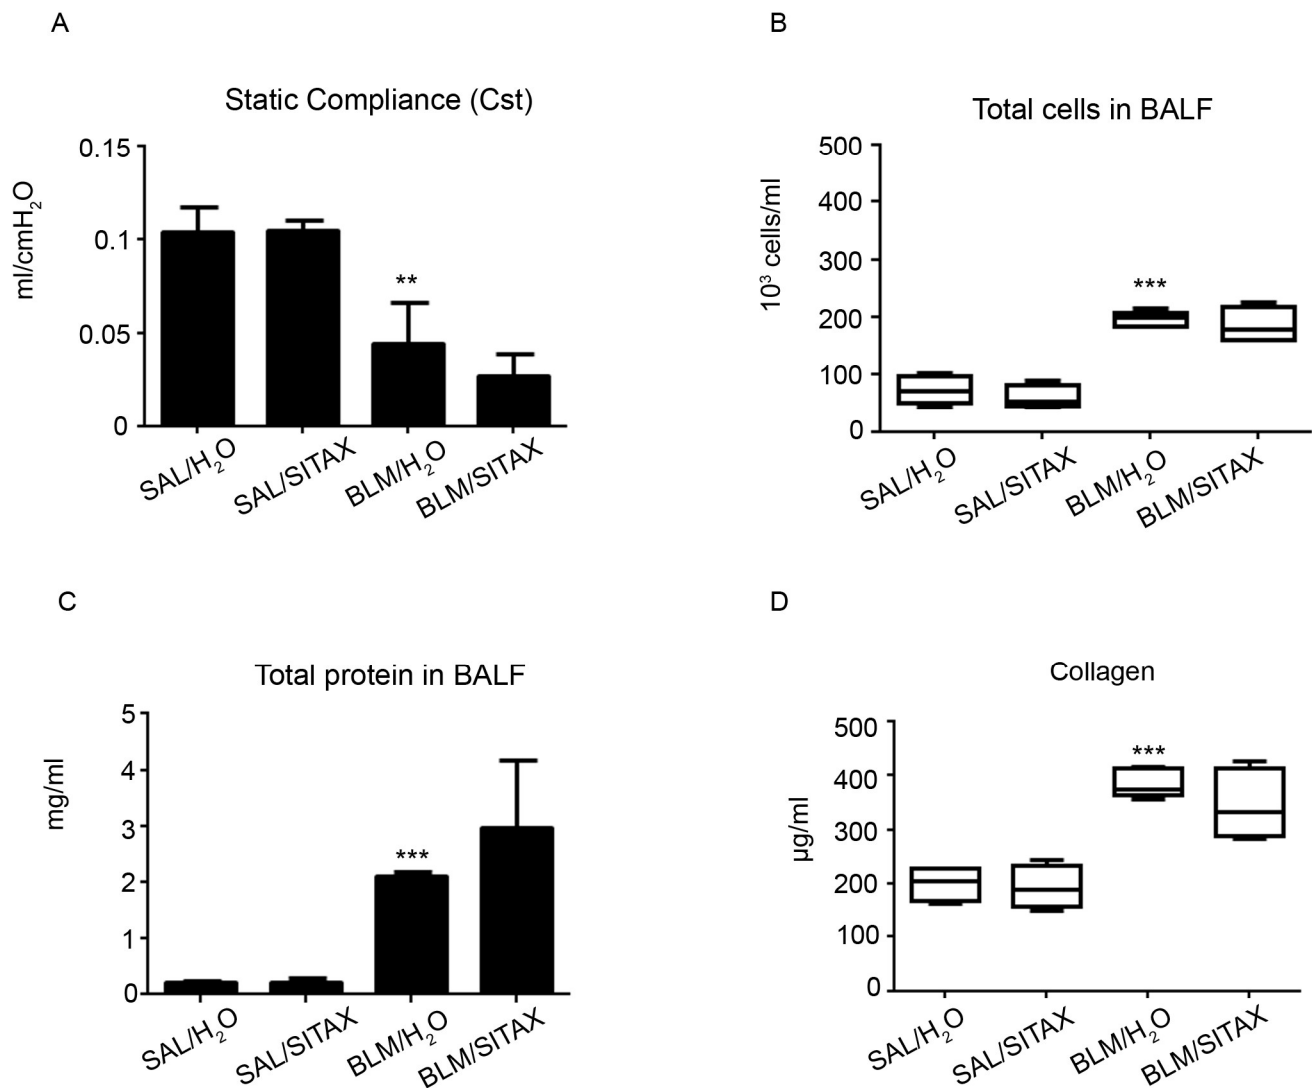 A
Static Compliance (Cst)
ml/cmH₂O
0.15
0.1
0.05
0
**
SAL/H₂O
SAL/SITAX
BLM/H₂O
BLM/SITAX
B
Total cells in BALF
10³ cells/ml
500
400
300
200
100
0
***
SAL/H₂O
SAL/SITAX
BLM/H₂O
BLM/SITAX
C
Total protein in BALF
mg/ml
5
4
3
2
1
0
***
SAL/H₂O
SAL/SITAX
BLM/H₂O
BLM/SITAX
D
Collagen
µg/ml
500
400
300
200
100
0
***
SAL/H₂O
SAL/SITAX
BLM/H₂O
BLM/SITAX